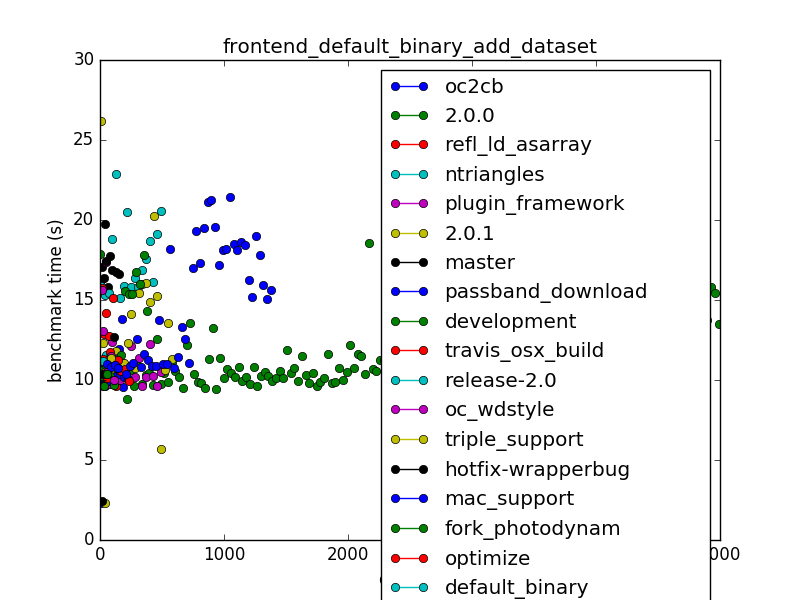 frontend_default_binary_add_dataset
30
25
20
15
10
5
0
benchmark time (s)
0
1000
2000
000
oc2cb
2.0.0
refl_ld_asarray
ntriangles
plugin_framework
2.0.1
master
passband_download
development
travis_osx_build
release-2.0
oc_wdstyle
triple_support
hotfix-wrapperbug
mac_support
fork_photodynam
optimize
default_binary